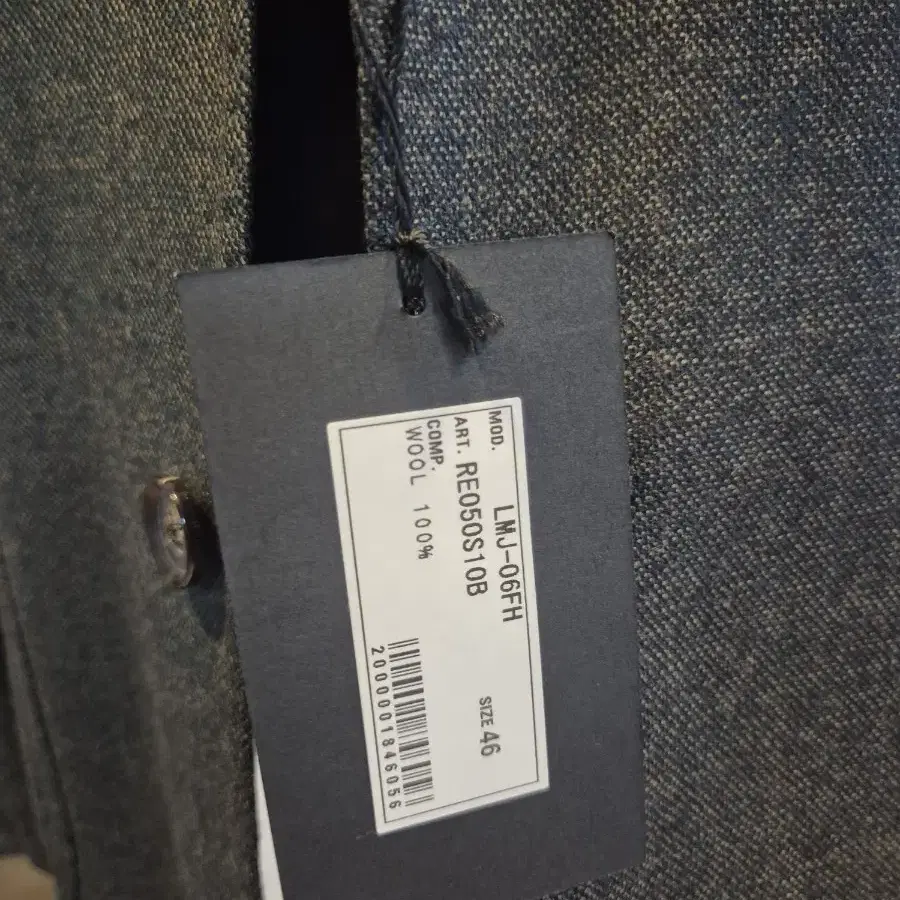 MOD. LMJ-06FH
ART. RE050S10B
COMP. SIZE 46
WOOL 100%
2000001846056